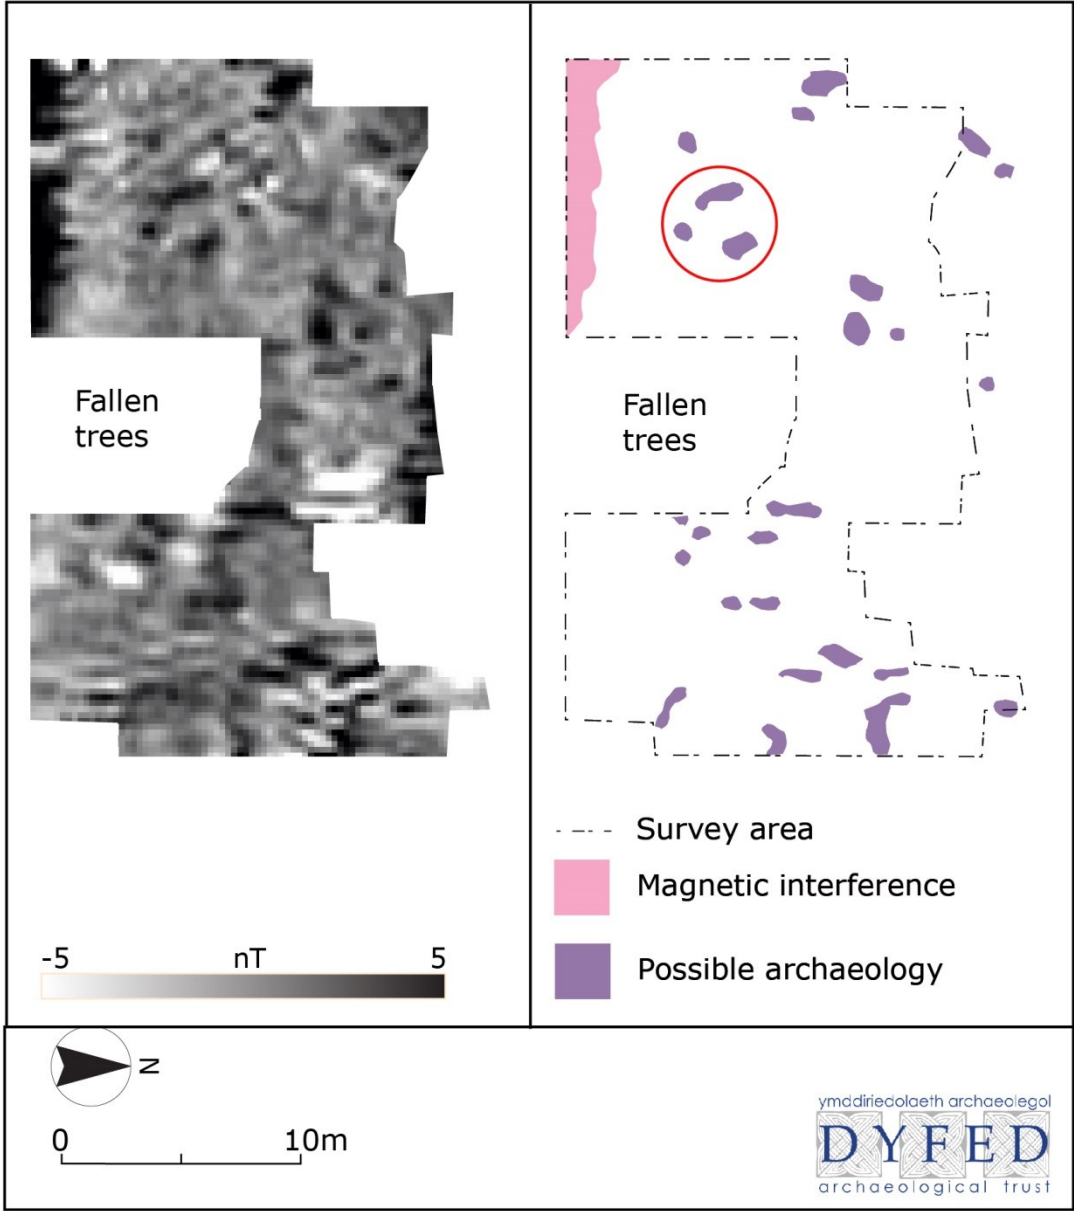 Fallen
trees
-5 nT 5
Fallen
trees
Survey area
Magnetic interference
Possible archaeology
N
0 10m
ymddiriedolaeth archaeolegol
DYFED
archaeological trust